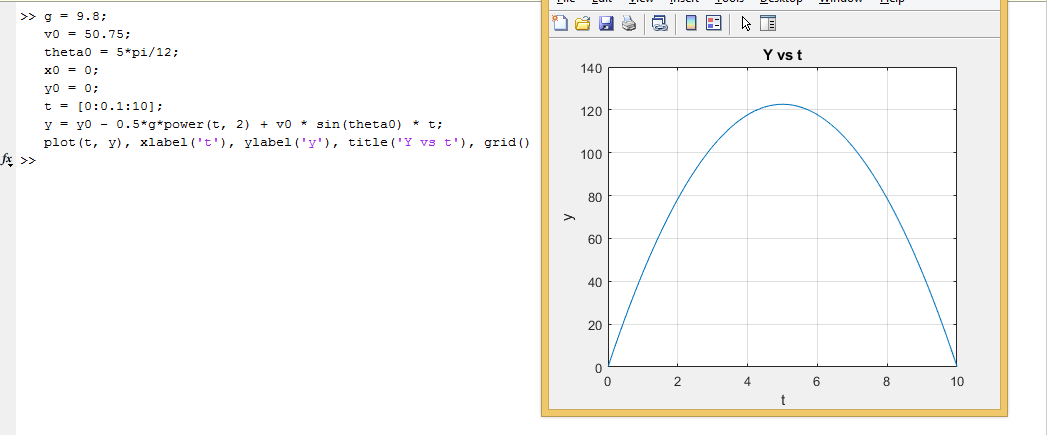 File Edit View Insert Tools Desktop Window Help
>> g = 9.8;
v0 = 50.75;
theta0 = 5*pi/12;
x0 = 0;
y0 = 0;
t = [0:0.1:10];
y = y0 - 0.5*g*power(t, 2) + v0 * sin(theta0) * t;
plot(t, y), xlabel('t'), ylabel('y'), title('Y vs t'), grid()
fx >>
Y vs t
140
120
100
80
60
40
20
0
y
0 2 4 6 8 10
t